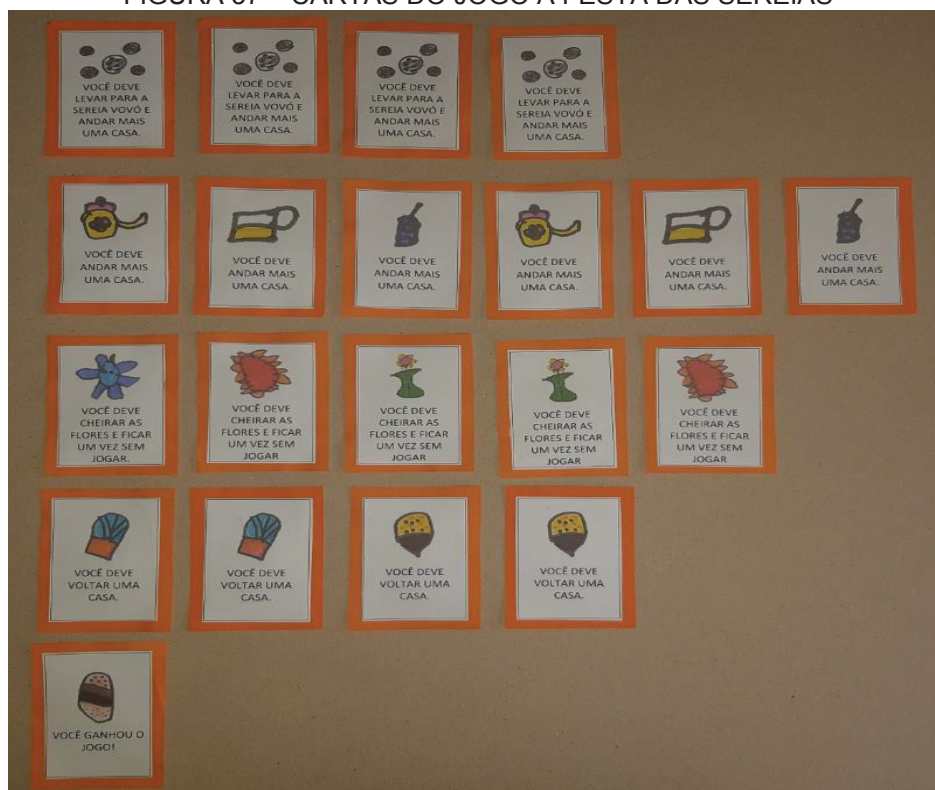 FIGURA 37 – CARTAS DO JOGO A FESTA DAS SEREIAS
VOCÊ DEVE
LEVAR PARA A
SEREIA VOVÓ E
ANDAR MAIS
UMA CASA.
VOCÊ DEVE
LEVAR PARA A
SEREIA VOVÓ E
ANDAR MAIS
UMA CASA.
VOCÊ DEVE
LEVAR PARA A
SEREIA VOVÓ E
ANDAR MAIS
UMA CASA.
VOCÊ DEVE
LEVAR PARA A
SEREIA VOVÓ E
ANDAR MAIS
UMA CASA.
VOCÊ DEVE
ANDAR MAIS
UMA CASA.
VOCÊ DEVE
ANDAR MAIS
UMA CASA.
VOCÊ DEVE
ANDAR MAIS
UMA CASA.
VOCÊ DEVE
ANDAR MAIS
UMA CASA.
VOCÊ DEVE
ANDAR MAIS
UMA CASA.
VOCÊ DEVE
ANDAR MAIS
UMA CASA.
VOCÊ DEVE
CHEIRAR AS
FLORES E FICAR
UM VEZ SEM
JOGAR.
VOCÊ DEVE
CHEIRAR AS
FLORES E FICAR
UM VEZ SEM
JOGAR
VOCÊ DEVE
CHEIRAR AS
FLORES E FICAR
UM VEZ SEM
JOGAR
VOCÊ DEVE
CHEIRAR AS
FLORES E FICAR
UM VEZ SEM
JOGAR
VOCÊ DEVE
CHEIRAR AS
FLORES E FICAR
UM VEZ SEM
JOGAR
VOCÊ DEVE
VOLTAR UMA
CASA.
VOCÊ DEVE
VOLTAR UMA
CASA.
VOCÊ DEVE
VOLTAR UMA
CASA.
VOCÊ DEVE
VOLTAR UMA
CASA.
VOCÊ GANHOU O
JOGO!